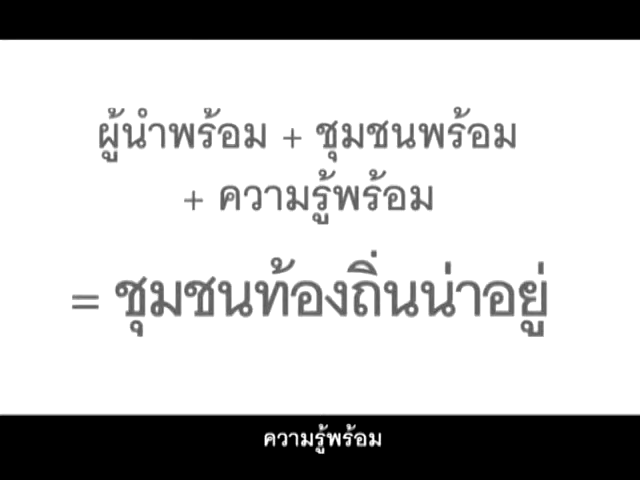 ผู้นำพร้อม + ชุมชนพร้อม
+ ความรู้พร้อม
= ชุมชนท้องถิ่นน่าอยู่
ความรู้พร้อม